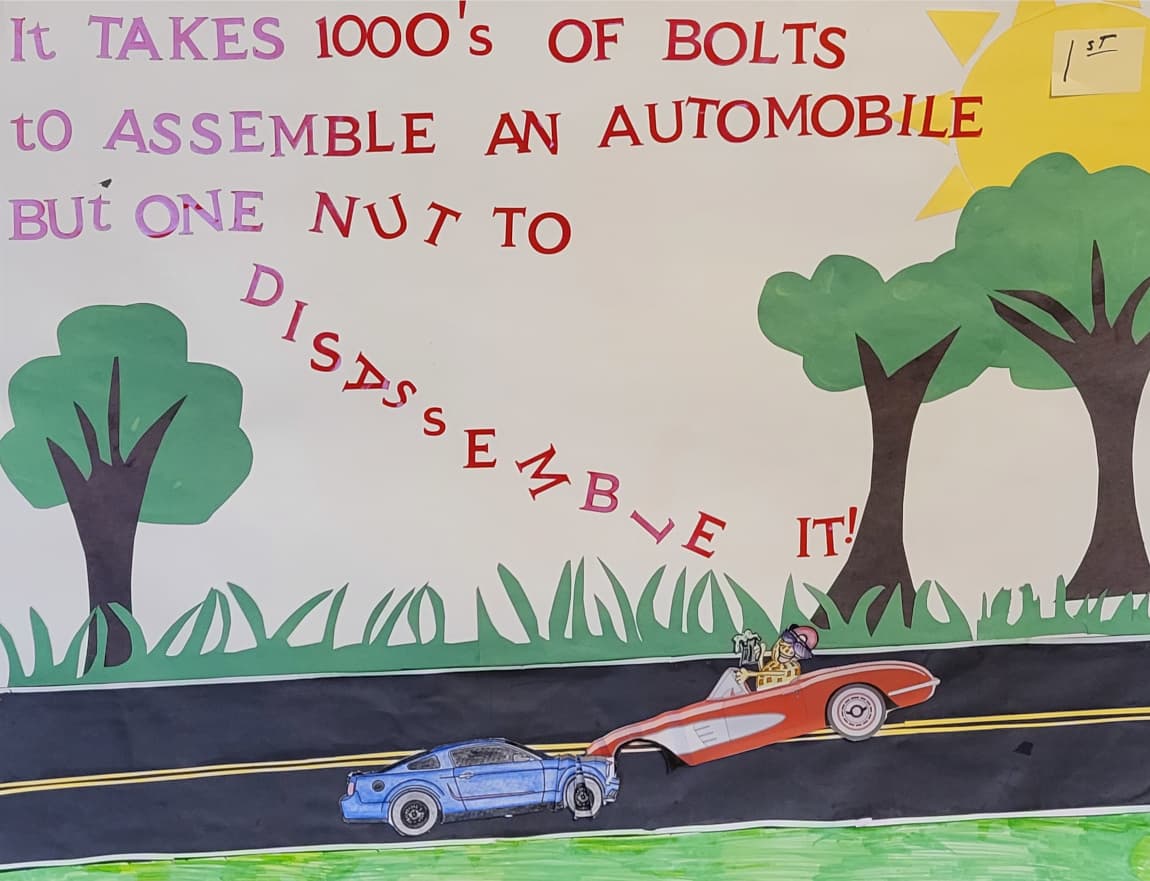 It TAKES 1000's OF BOLTS
1ST
tO ASSEMBLE AN AUTOMOBILE
BUt ONE NUT TO
DISASSEMBLE IT!